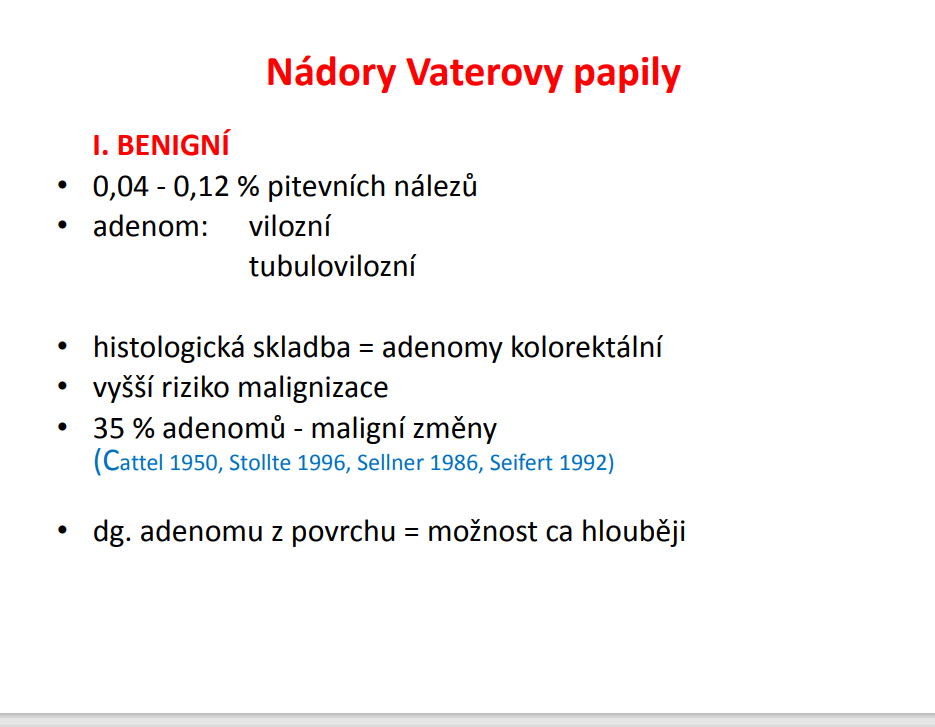 Nádory Vaterovy papily
I. BENIGNÍ
• 0,04 - 0,12 % pitevních nálezů
• adenom: vilozní
tubulovilozní
• histologická skladba = adenomy kolorektální
• vyšší riziko malignizace
• 35 % adenomů - maligní změny
(Cattel 1950, Stollte 1996, Sellner 1986, Seifert 1992)
• dg. adenomu z povrchu = možnost ca hlouběji